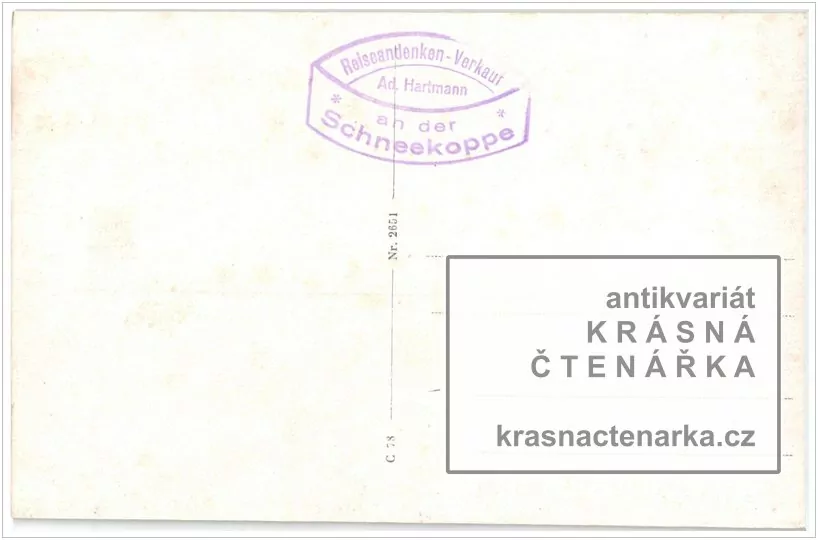 Reiseandenken-Verkauf
Ad. Hartmann
* an der *
Schneekoppe
C 78 Nr. 2651
antikvariát
KRÁSNÁ
ČTENÁŘKA
krasnactenarka.cz